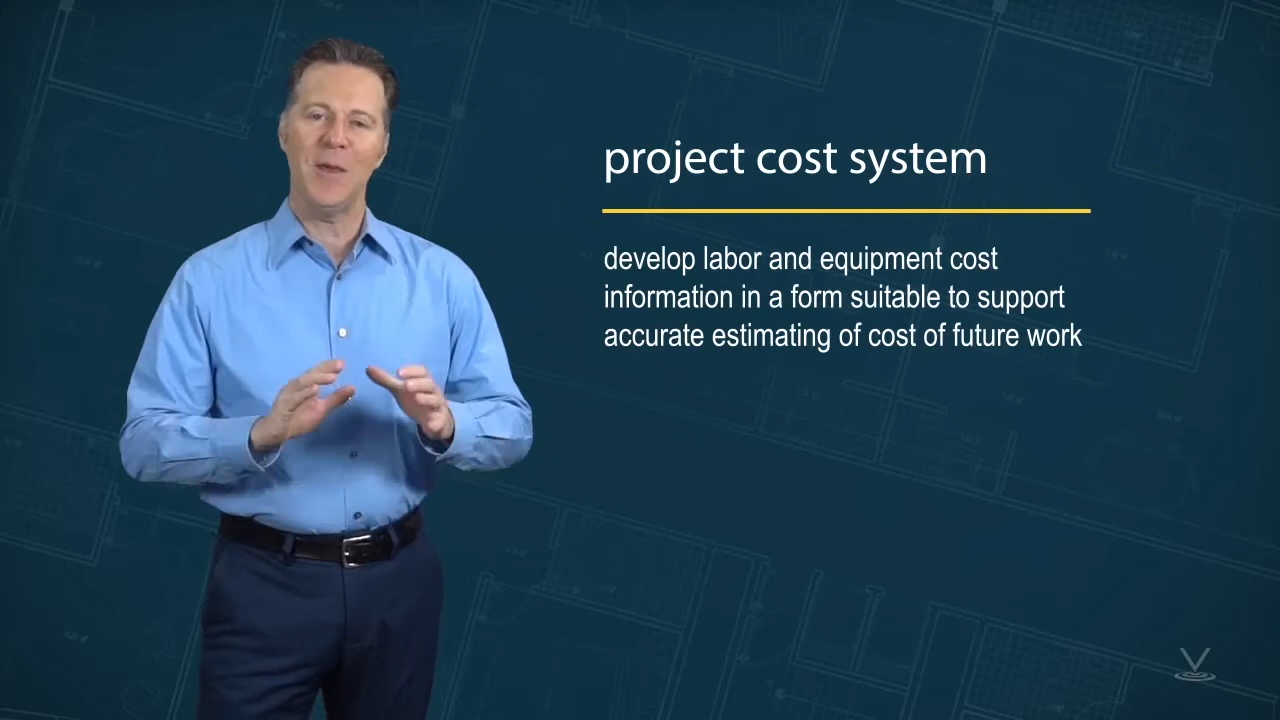 project cost system
develop labor and equipment cost
information in a form suitable to support
accurate estimating of cost of future work